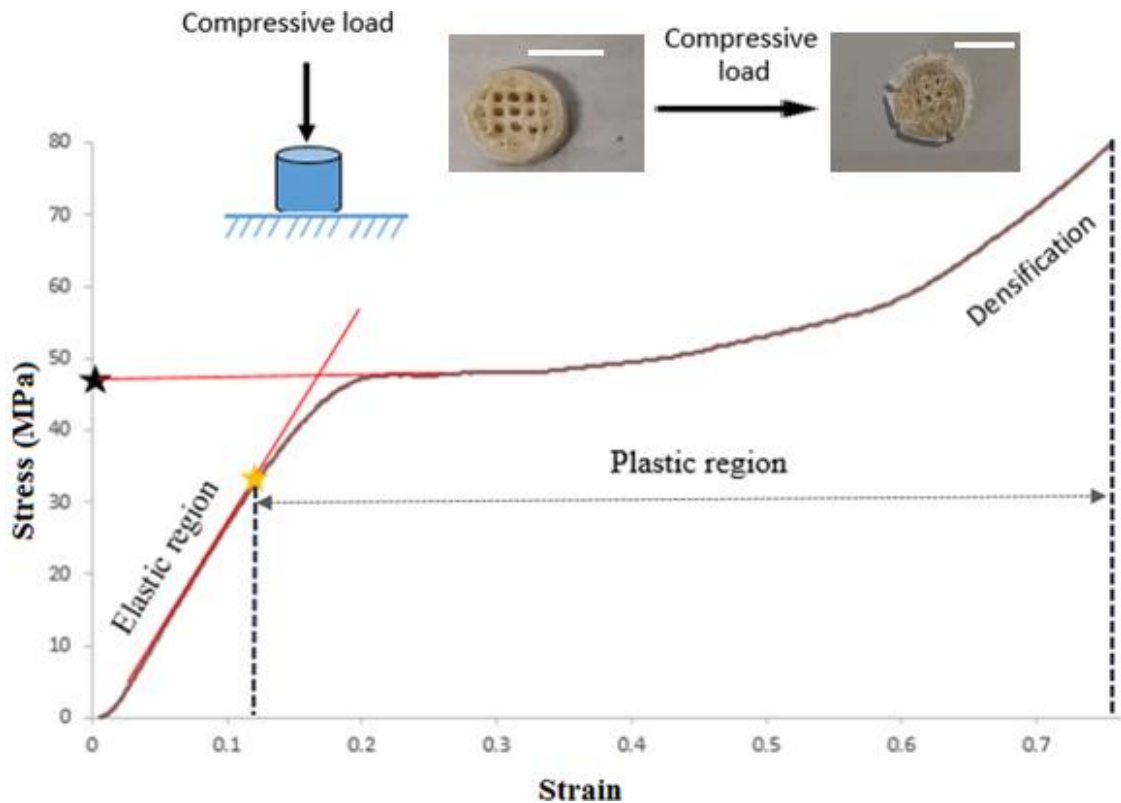 Compressive load
Compressive
load
80
70
60
50
40
30
20
10
0
Stress (MPa)
Elastic region
Plastic region
Densification
0
0.1
0.2
0.3
0.4
0.5
0.6
0.7
Strain